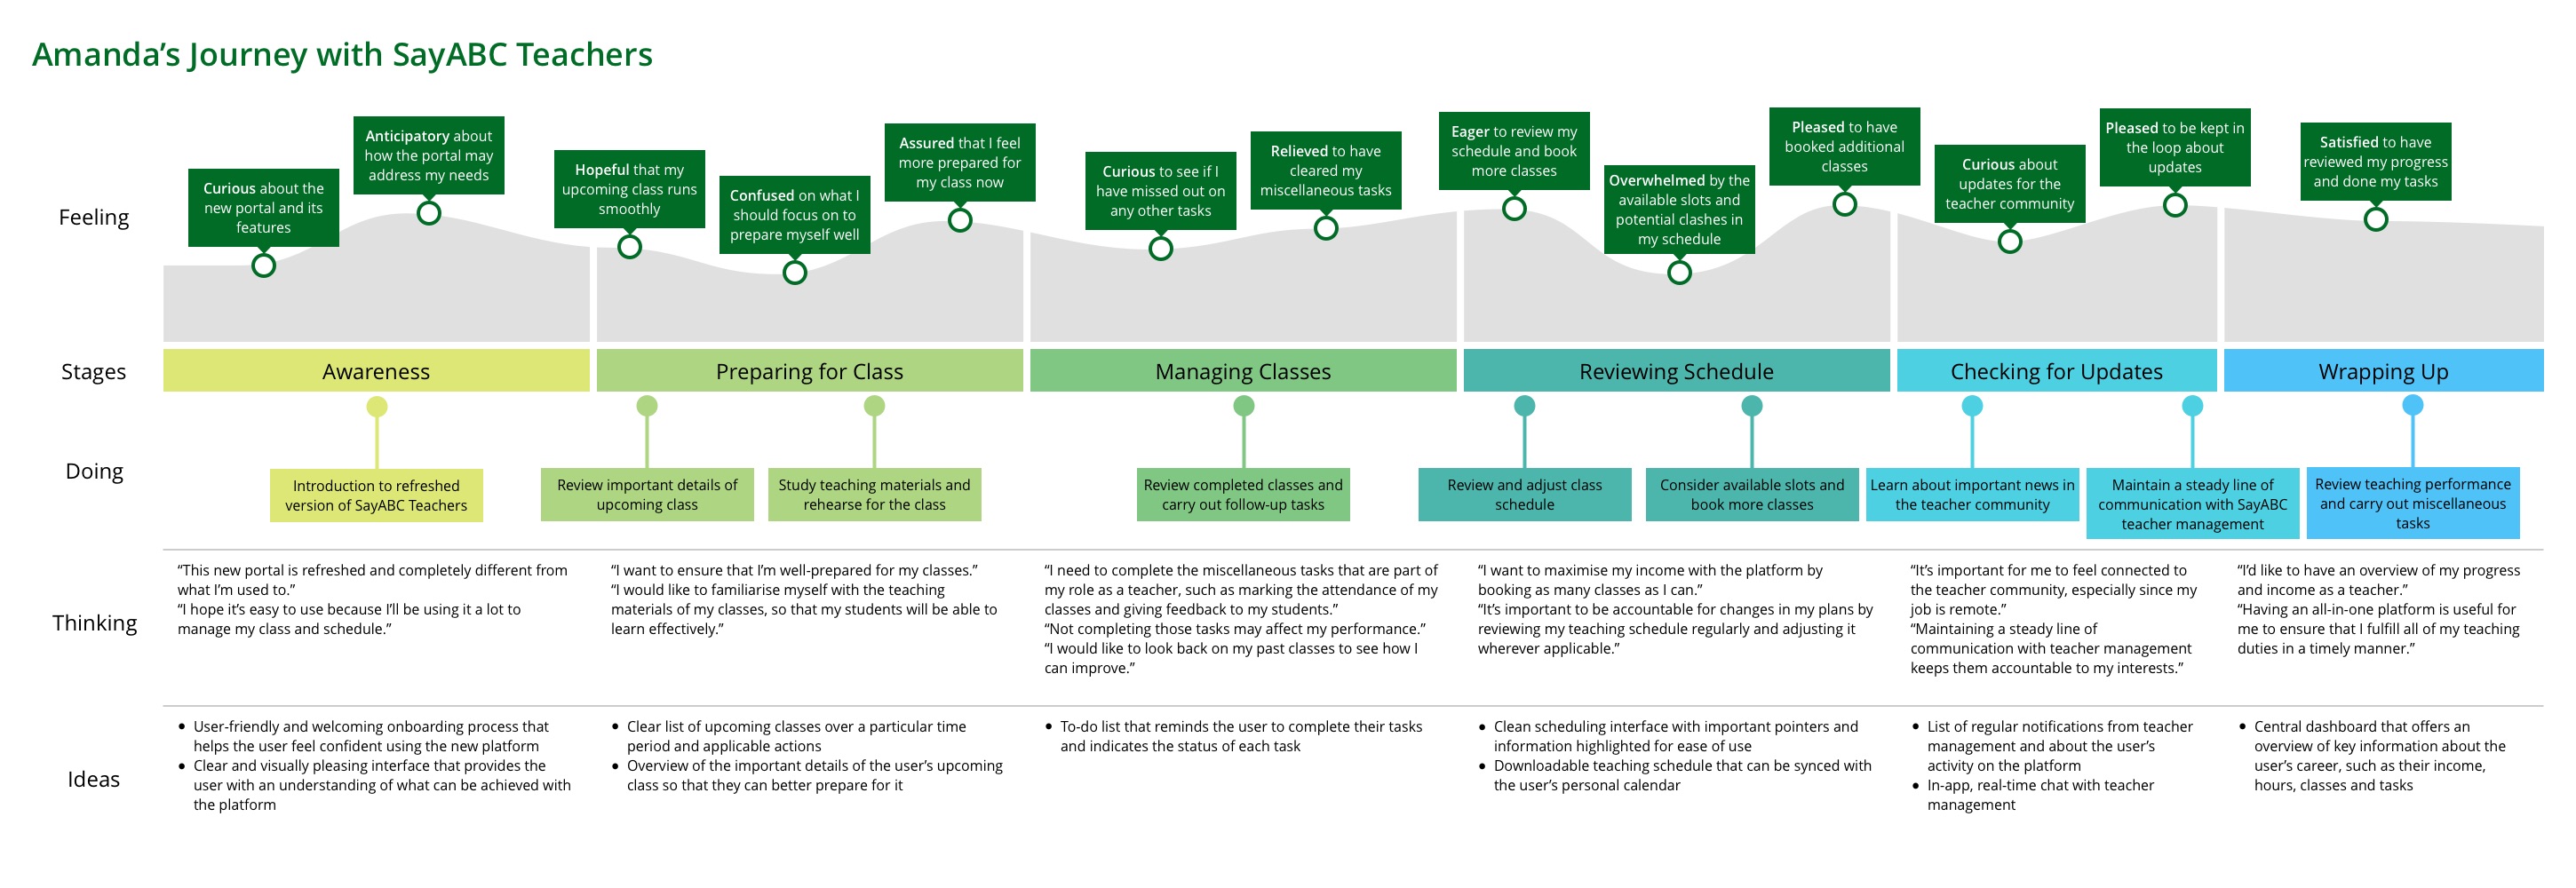 Amanda’s Journey with SayABC Teachers
Feeling
Curious about the
new portal and its
features
Anticipatory about
how the portal may
address my needs
Hopeful that my
upcoming class runs
smoothly
Confused on what I
should focus on to
prepare myself well
Assured that I feel
more prepared for
my class now
Curious to see if I
have missed out on
any other tasks
Relieved to have
cleared my
miscellaneous tasks
Eager to review my
schedule and book
more classes
Overwhelmed by the
available slots and
potential clashes in
my schedule
Pleased to have
booked additional
classes
Curious about
updates for the
teacher community
Pleased to be kept in
the loop about
updates
Satisfied to have
reviewed my progress
and done my tasks
Stages
Awareness
Preparing for Class
Managing Classes
Reviewing Schedule
Checking for Updates
Wrapping Up
Doing
Introduction to refreshed
version of SayABC Teachers
Review important details of
upcoming class
Study teaching materials and
rehearse for the class
Review completed classes and
carry out follow-up tasks
Review and adjust class
schedule
Consider available slots and
book more classes
Learn about important news in
the teacher community
Maintain a steady line of
communication with SayABC
teacher management
Review teaching performance
and carry out miscellaneous
tasks
Thinking
“This new portal is refreshed and completely different from
what I’m used to.”
“I hope it’s easy to use because I’ll be using it a lot to
manage my class and schedule.”
“I want to ensure that I’m well-prepared for my classes.”
“I would like to familiarise myself with the teaching
materials of my classes, so that my students will be able to
learn effectively.”
“I need to complete the miscellaneous tasks that are part of
my role as a teacher, such as marking the attendance of my
classes and giving feedback to my students.”
“Not completing those tasks may affect my performance.”
“I would like to look back on my past classes to see how I
can improve.”
“I want to maximise my income with the platform by
booking as many classes as I can.”
“It’s important to be accountable for changes in my plans by
reviewing my teaching schedule regularly and adjusting it
wherever applicable.”
“It’s important for me to feel connected to
the teacher community, especially since my
job is remote.”
“Maintaining a steady line of
communication with teacher management
keeps them accountable to my interests.”
“I’d like to have an overview of my progress
and income as a teacher.”
“Having an all-in-one platform is useful for
me to ensure that I fulfill all of my teaching
duties in a timely manner.”
Ideas
● User-friendly and welcoming onboarding process that
helps the user feel confident using the new platform
● Clear and visually pleasing interface that provides the
user with an understanding of what can be achieved with
the platform
● Clear list of upcoming classes over a particular time
period and applicable actions
● Overview of the important details of the user’s upcoming
class so that they can better prepare for it
● To-do list that reminds the user to complete their tasks
and indicates the status of each task
● Clean scheduling interface with important pointers and
information highlighted for ease of use
● Downloadable teaching schedule that can be synced with
the user’s personal calendar
● List of regular notifications from teacher
management and about the user’s
activity on the platform
● In-app, real-time chat with teacher
management
● Central dashboard that offers an
overview of key information about the
user’s career, such as their income,
hours, classes and tasks